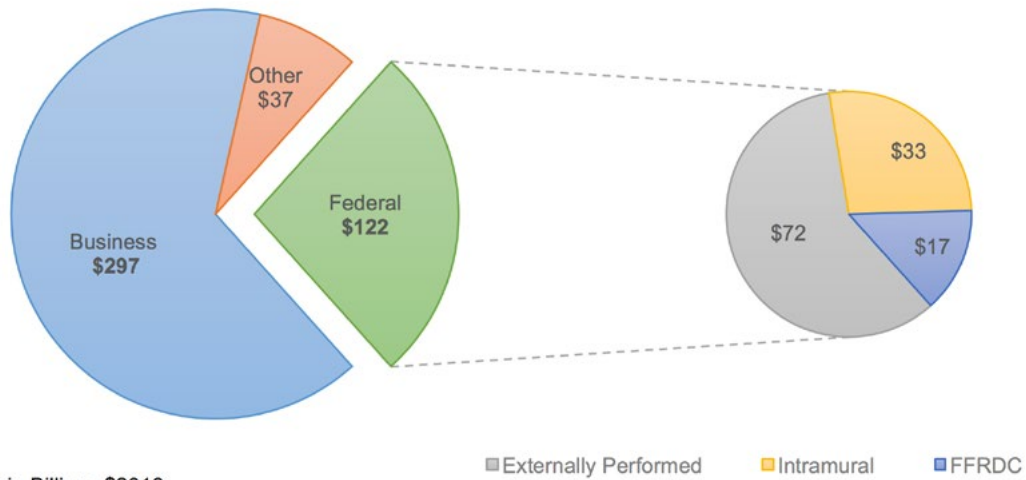 Other
$37
Federal
$122
Business
$297
$33
$72
$17
Externally Performed
Intramural
FFRDC